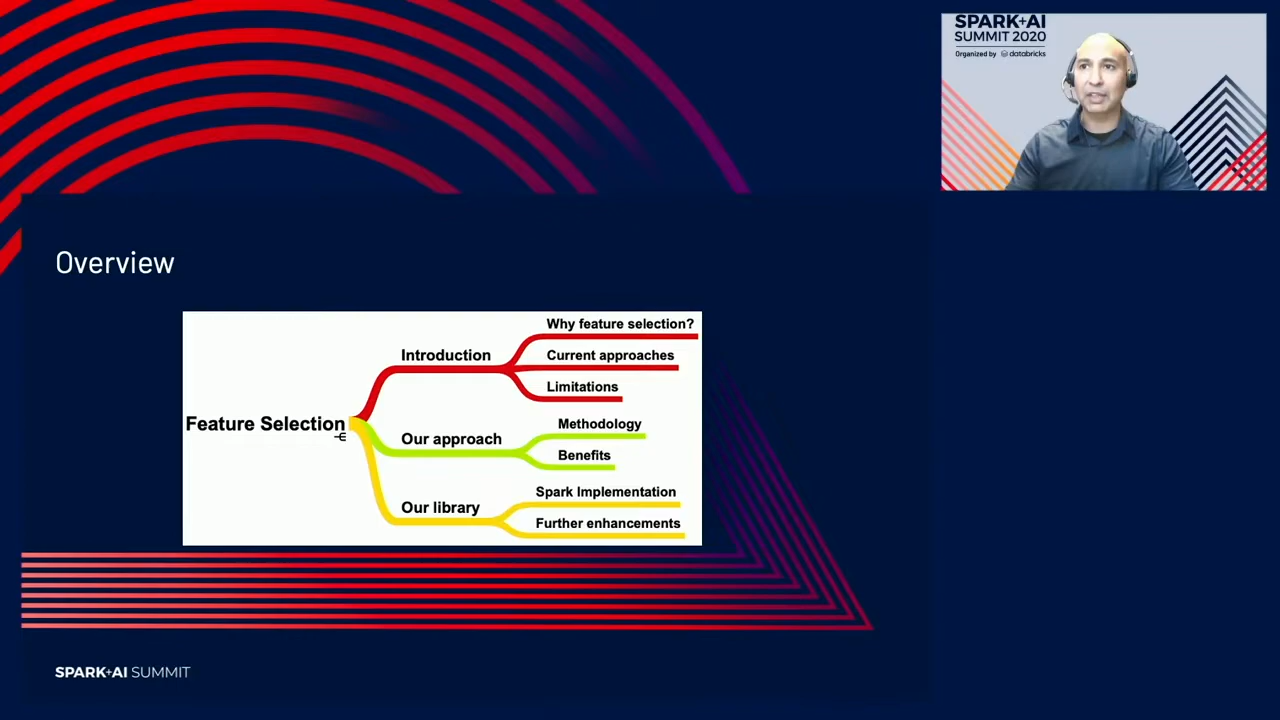 SPARK+AI
SUMMIT 2020
Organized by databricks
Overview
Feature Selection
Introduction
Why feature selection?
Current approaches
Limitations
Our approach
Methodology
Benefits
Our library
Spark Implementation
Further enhancements
SPARK+AI SUMMIT